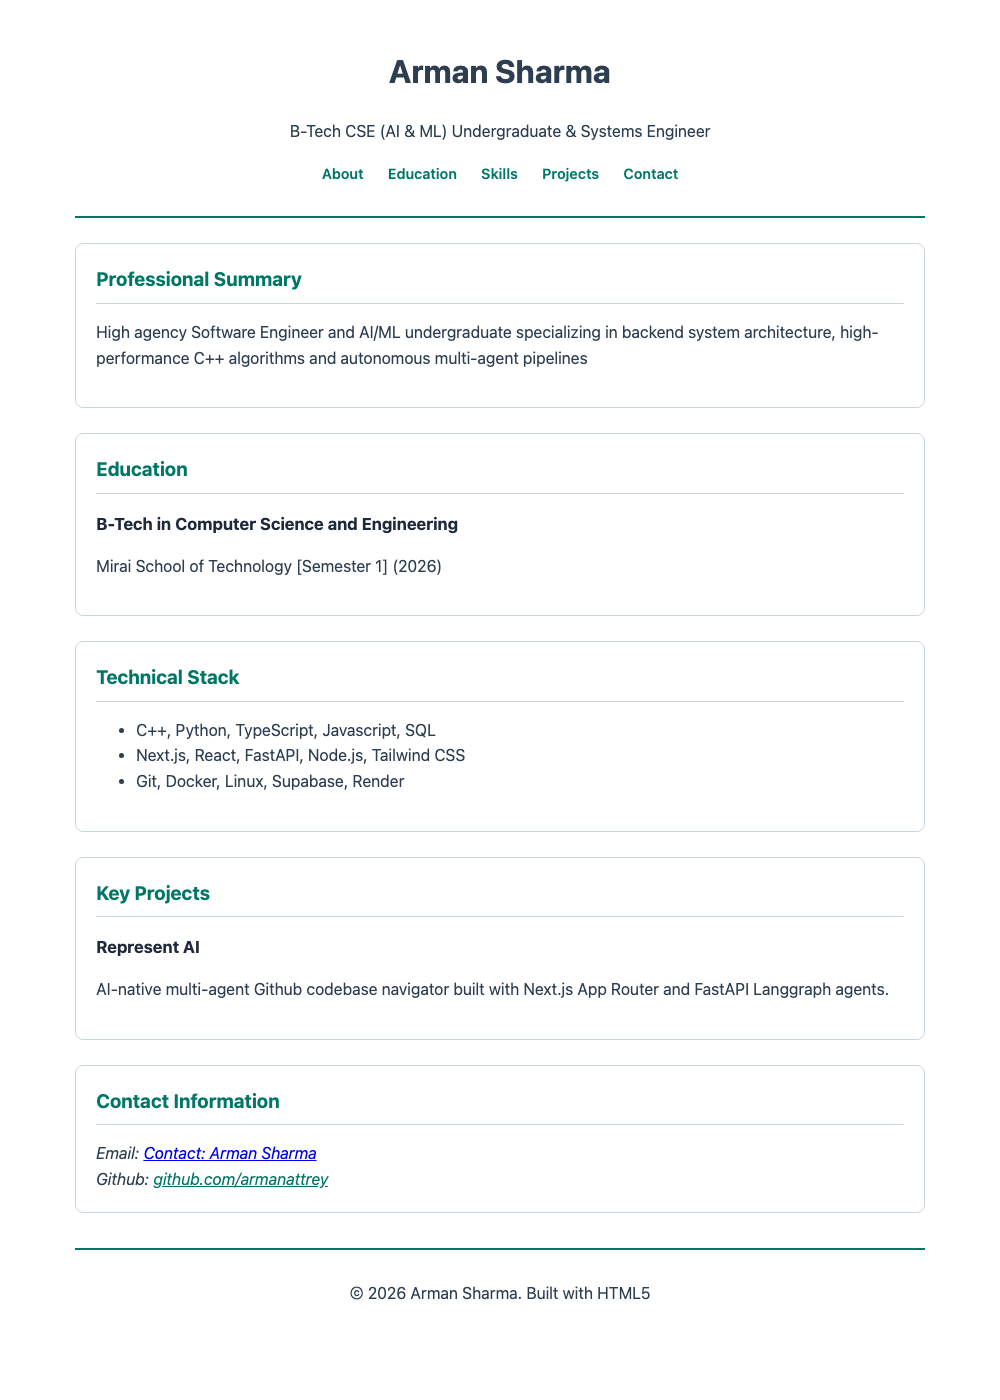 Arman Sharma
B-Tech CSE (AI & ML) Undergraduate & Systems Engineer
About Education Skills Projects Contact
Professional Summary
High agency Software Engineer and AI/ML undergraduate specializing in backend system architecture, high-
performance C++ algorithms and autonomous multi-agent pipelines
Education
B-Tech in Computer Science and Engineering
Mirai School of Technology [Semester 1] (2026)
Technical Stack
• C++, Python, TypeScript, Javascript, SQL
• Next.js, React, FastAPI, Node.js, Tailwind CSS
• Git, Docker, Linux, Supabase, Render
Key Projects
Represent AI
AI-native multi-agent Github codebase navigator built with Next.js App Router and FastAPI Langgraph agents.
Contact Information
Email: Contact: Arman Sharma
Github: github.com/armanattrey
© 2026 Arman Sharma. Built with HTML5